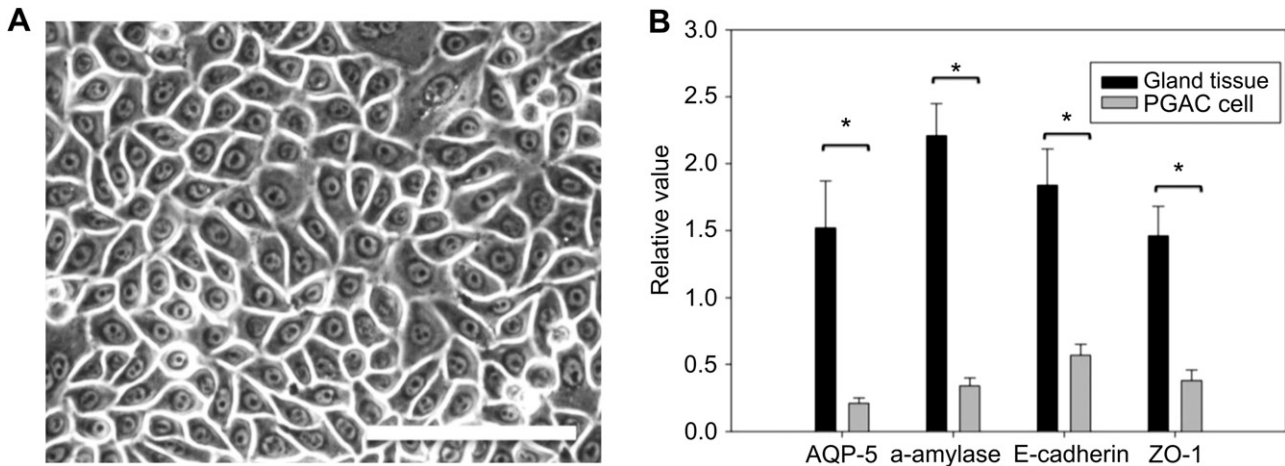 A
B
Relative value
3.0
2.5
2.0
1.5
1.0
0.5
0.0
*
*
*
*
Gland tissue
PGAC cell
AQP-5 a-amylase E-cadherin ZO-1